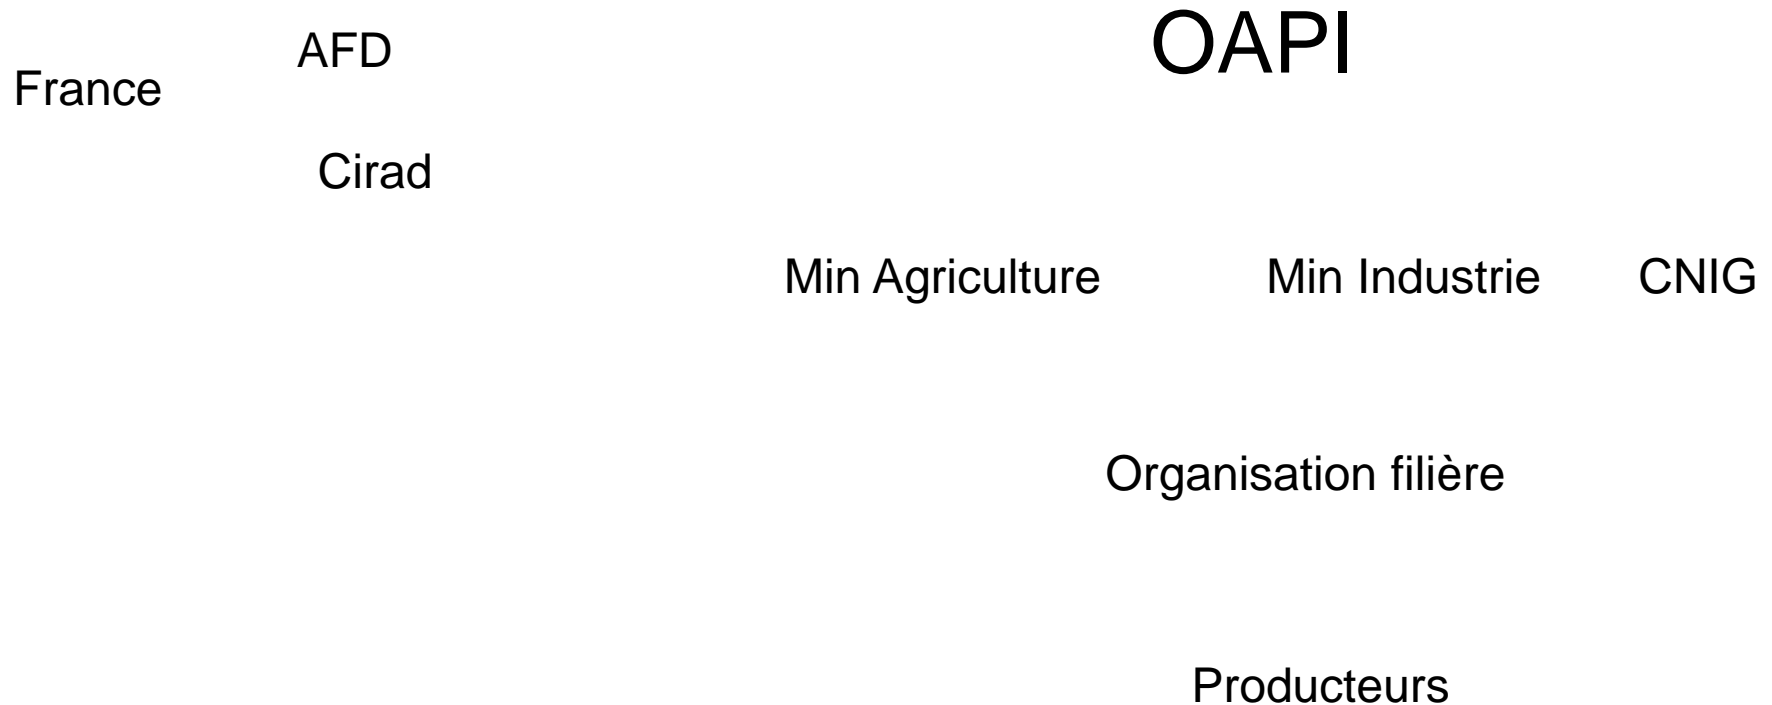 OAPI
AFD
France
Cirad
Min Agriculture
Min Industrie
CNIG
Organisation filière
Producteurs